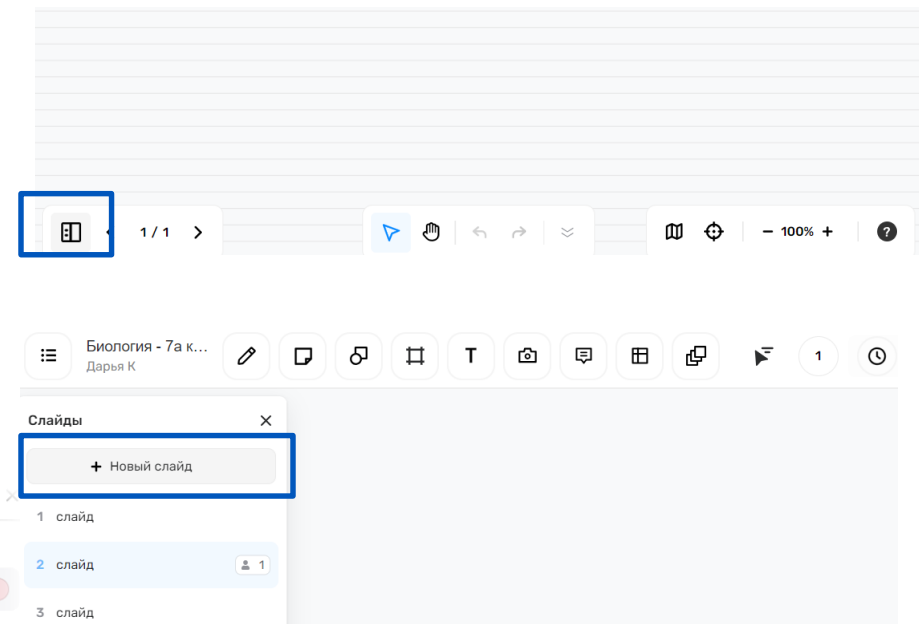 1 / 1
100%
?
Биология - 7а к...
Дарья К
T
1
Слайды
+ Новый слайд
1 слайд
2 слайд 1
3 слайд